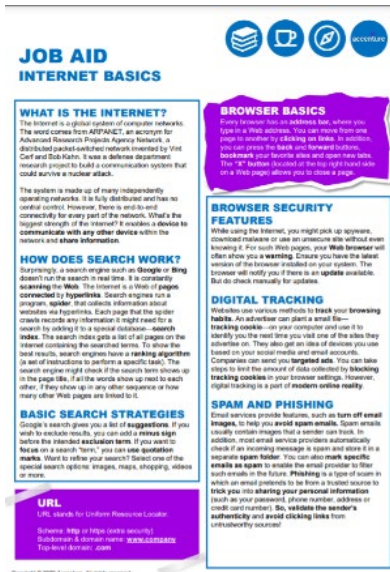 accenture
JOB AID
INTERNET BASICS
WHAT IS THE INTERNET?
The Internet is a global system of computer networks.
The word comes from ARPANET, an acronym for
Advanced Research Projects Agency Network, a
distributed packet-switched network invented by Vint
Cerf and Bob Kahn. It was a defense department
research project to build a communication system that
could survive a nuclear attack.
The system is made up of many independently
operating networks. It is fully distributed and has no
central control. However, there is end-to-end
connectivity for every part of the network. What's the
biggest strength of the internet? It enables a device to
communicate with any other device within the
network and share information.
HOW DOES SEARCH WORK?
Surprisingly, a search engine such as Google or Bing
doesn't run the search in real time. It is constantly
scanning the Web. The Internet is a Web of pages
connected by hyperlinks. Search engines run a
program, spider, that collects information about
websites via hyperlinks. Each page that the spider
crawls records any information it might need for a
search by adding it to a special database—search
index. The search index gets a list of all pages on the
internet containing the searched terms. To show the
best results, search engines have a ranking algorithm
(a set of instructions to perform a specific task). The
search engine might check if the search term shows up
in the page title, if all the words show up next to each
other, if they show up in any other sequence or how
many other Web pages are linked to it.
BASIC SEARCH STRATEGIES
Google's search gives you a list of suggestions. If you
wish to exclude results, you can add a minus sign
before the intended exclusion term. If you want to
focus on a search "term," you can use quotation
marks. Want to refine your search? Select one of the
special search options: images, maps, shopping, videos
or more.
URL
URL stands for Uniform Resource Locator.
Scheme: http or https (extra security)
Subdomain & domain name: www.company
Top-level domain: .com
BROWSER BASICS
Every browser has an address bar, where you
type in a Web address. You can move from one
page to another by clicking on links. In addition,
you can press the back and forward buttons,
bookmark your favorite sites and open new tabs.
The "X" button (located at the top right hand side
on a Web page) allows you to close a page.
BROWSER SECURITY
FEATURES
While using the Internet, you might pick up spyware,
download malware or use an unsecure site without even
knowing it. For such Web pages, your Web browser will
often show you a warning. Ensure you have the latest
version of the browser installed on your system. The
browser will notify you if there is an update available.
But do check manually for updates.
DIGITAL TRACKING
Websites use various methods to track your browsing
habits. An advertiser can plant a small file—
tracking cookie—on your computer and use it to
identify you the next time you visit one of the sites they
advertise on. They also get an idea of devices you use
based on your social media and email accounts.
Companies can send you targeted ads. You can take
steps to limit the amount of data collected by blocking
tracking cookies in your browser settings. However,
digital tracking is a part of modern online reality.
SPAM AND PHISHING
Email services provide features, such as turn off email
images, to help you avoid spam emails. Spam emails
usually contain images that a sender can track. In
addition, most email service providers automatically
check if an incoming message is spam and store it in a
separate spam folder. You can also mark specific
emails as spam to enable the email provider to filter
such emails in the future. Phishing is a type of scam in
which an email pretends to be from a trusted source to
trick you into sharing your personal information
(such as your password, phone number, address or
credit card number). So, validate the sender's
authenticity and avoid clicking links from
untrustworthy sources!